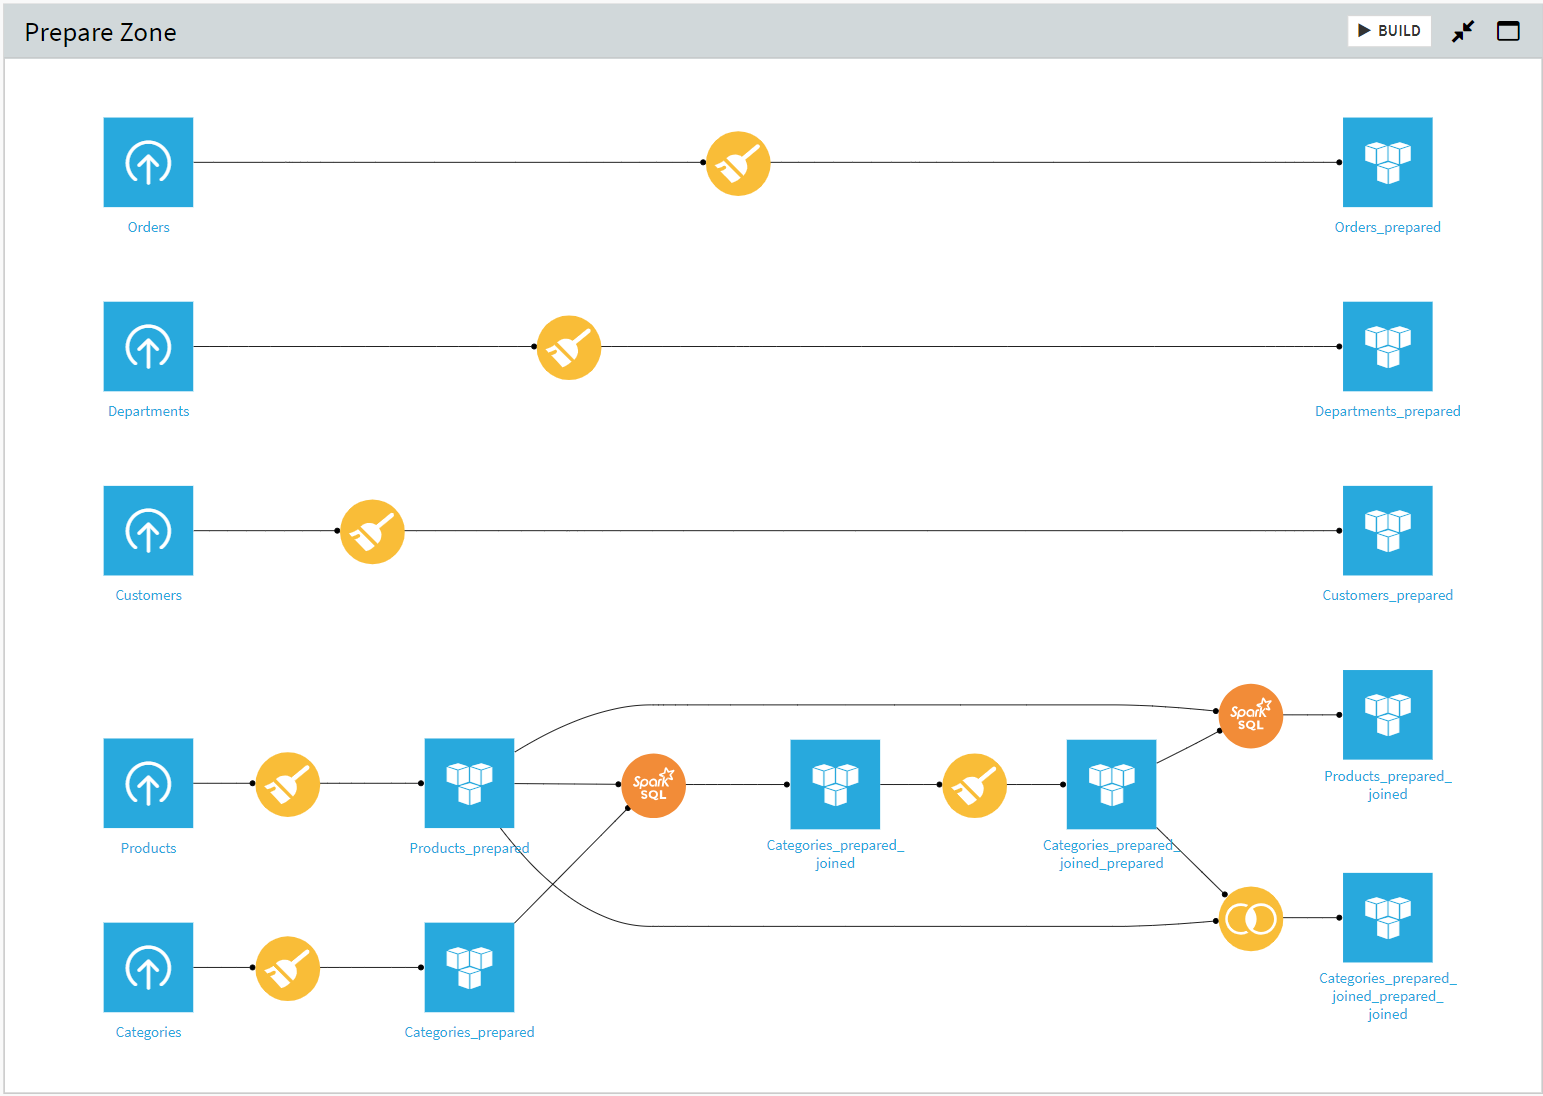 Prepare Zone
BUILD
Orders
Orders_prepared
Departments
Departments_prepared
Customers
Customers_prepared
Spark
SQL
Products_prepared_
joined
Spark
SQL
Products
Products_prepared
Categories_prepared_
joined
Categories_prepared_
joined_prepared
Categories_prepared_
joined_prepared_
joined
Categories
Categories_prepared